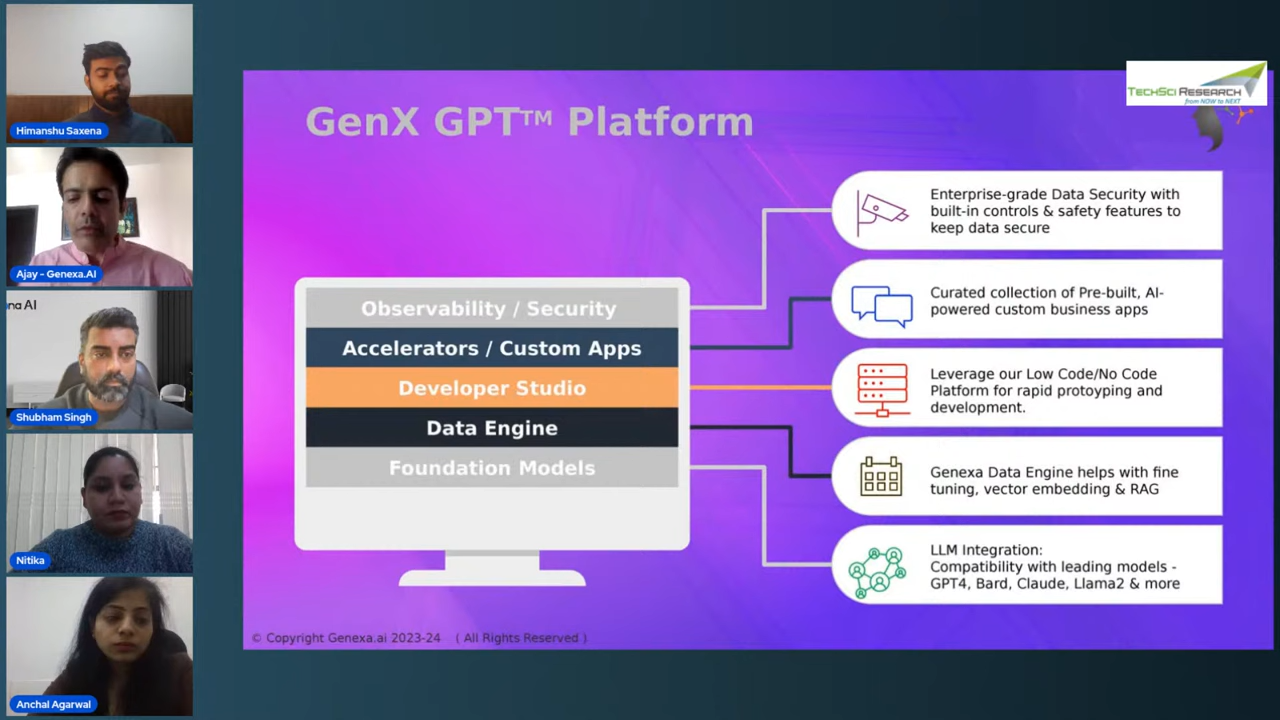 Himanshu Saxena
Ajay - Genexa.AI
na AI
Shubham Singh
Nitika
Anchal Agarwal
TECHSCI RESEARCH
from NOW to NEXT
GenX GPT™ Platform
Observability / Security
Accelerators / Custom Apps
Developer Studio
Data Engine
Foundation Models
Enterprise-grade Data Security with
built-in controls & safety features to
keep data secure
Curated collection of Pre-built, AI-
powered custom business apps
Leverage our Low Code/No Code
Platform for rapid protoyping and
development.
Genexa Data Engine helps with fine
tuning, vector embedding & RAG
LLM Integration:
Compatibility with leading models -
GPT4, Bard, Claude, Llama2 & more
© Copyright Genexa.ai 2023-24 ( All Rights Reserved )